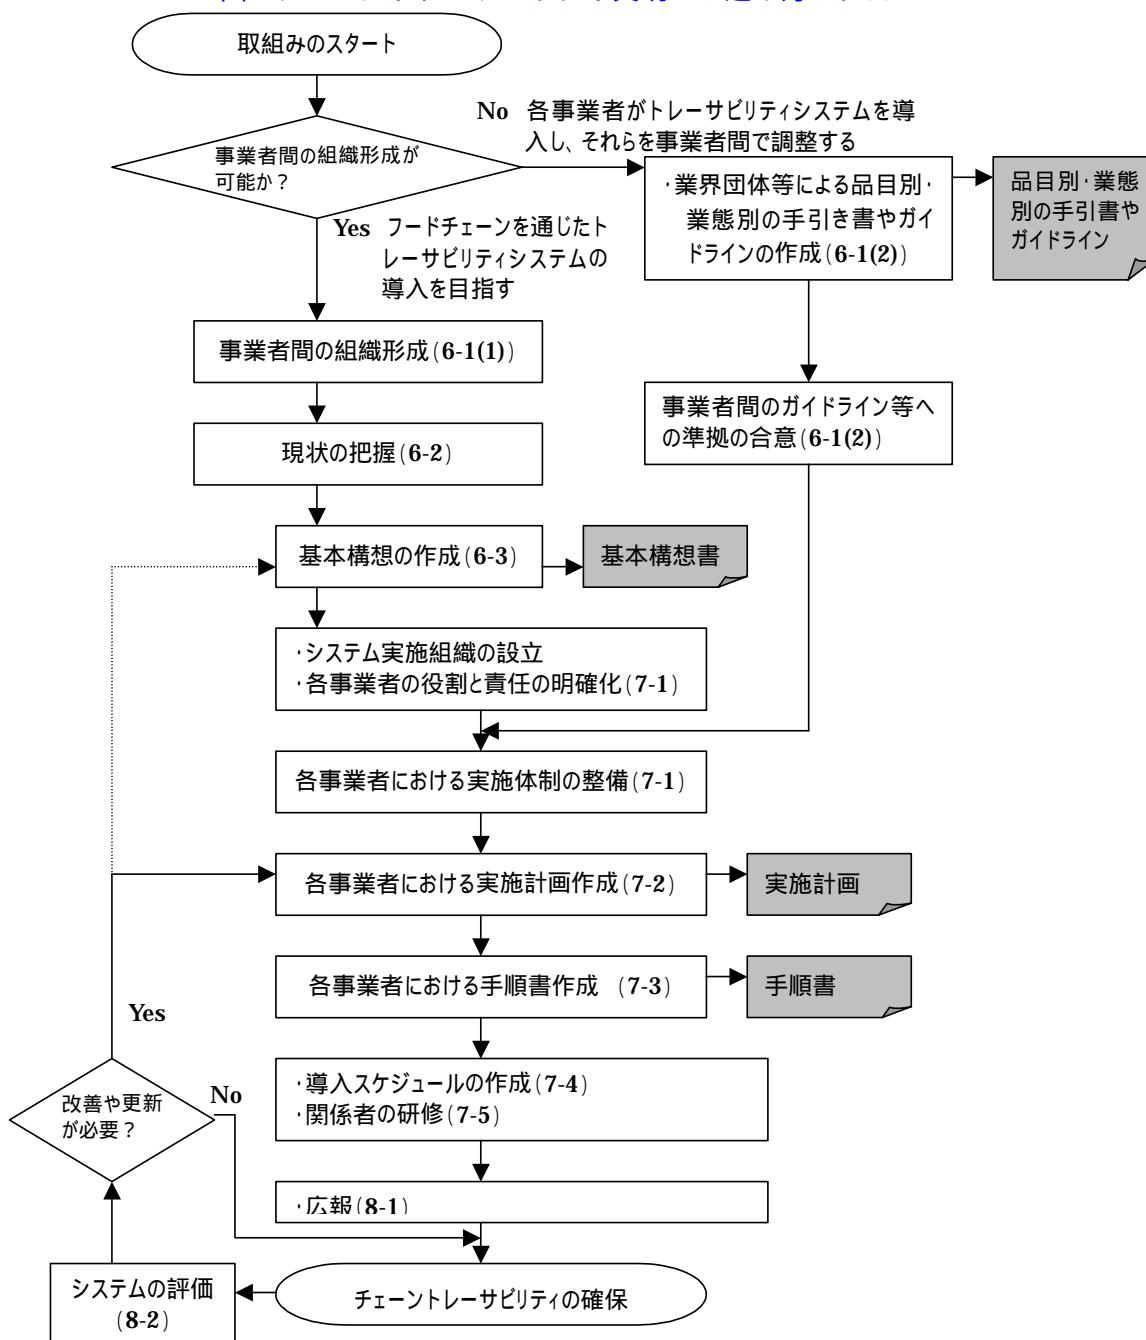 取組みのスタート
No 各事業者がトレーサビリティシステムを導
入し、それらを事業者間で調整する
事業者間の組織形成が
可能か？
・業界団体等による品目別・
業態別の手引き書やガイ
ドラインの作成(6-1(2))
品目別・業態
別の手引書や
ガイドライン
Yes フードチェーンを通じたト
レーサビリティシステムの
導入を目指す
事業者間の組織形成(6-1(1))
事業者間のガイドライン等へ
の準拠の合意(6-1(2))
現状の把握(6-2)
基本構想の作成(6-3)
基本構想書
・システム実施組織の設立
・各事業者の役割と責任の明確化(7-1)
各事業者における実施体制の整備(7-1)
各事業者における実施計画作成(7-2)
実施計画
各事業者における手順書作成 (7-3)
手順書
Yes
・導入スケジュールの作成(7-4)
・関係者の研修(7-5)
No
改善や更新
が必要？
・広報(8-1)
システムの評価
(8-2)
チェーントレーサビリティの確保